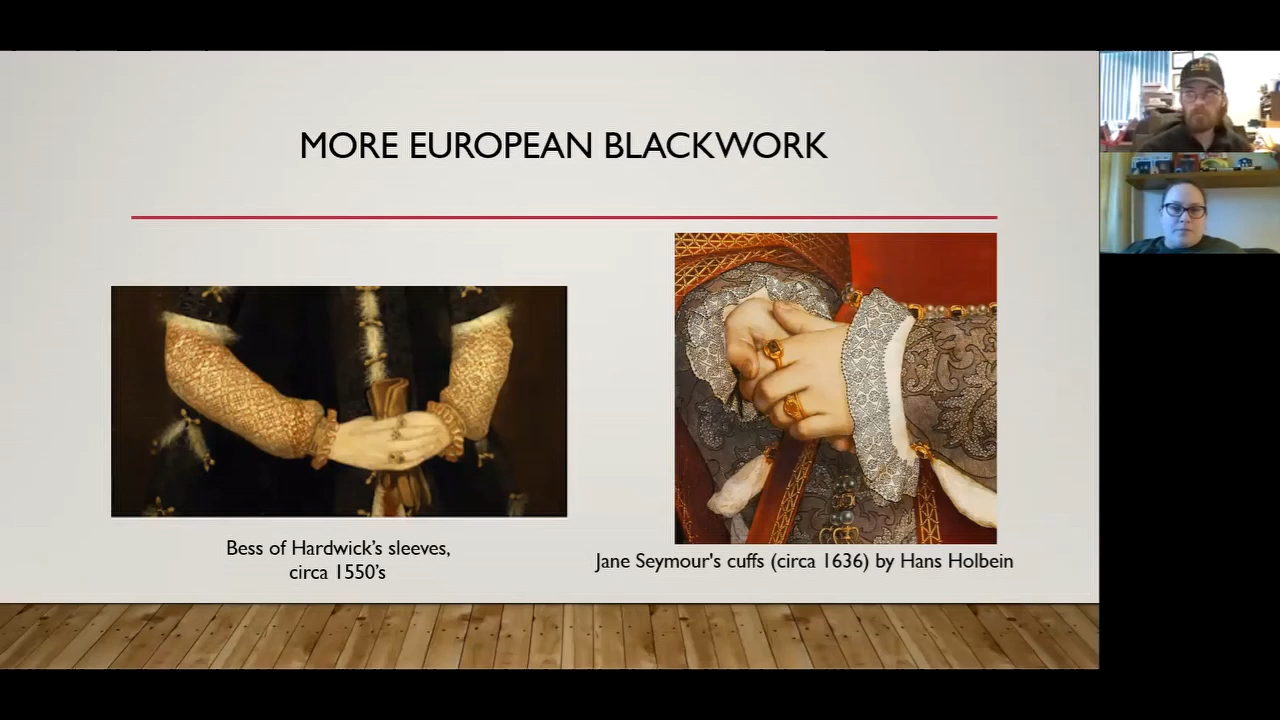 MORE EUROPEAN BLACKWORK
Bess of Hardwick's sleeves,
circa 1550's
Jane Seymour's cuffs (circa 1636) by Hans Holbein